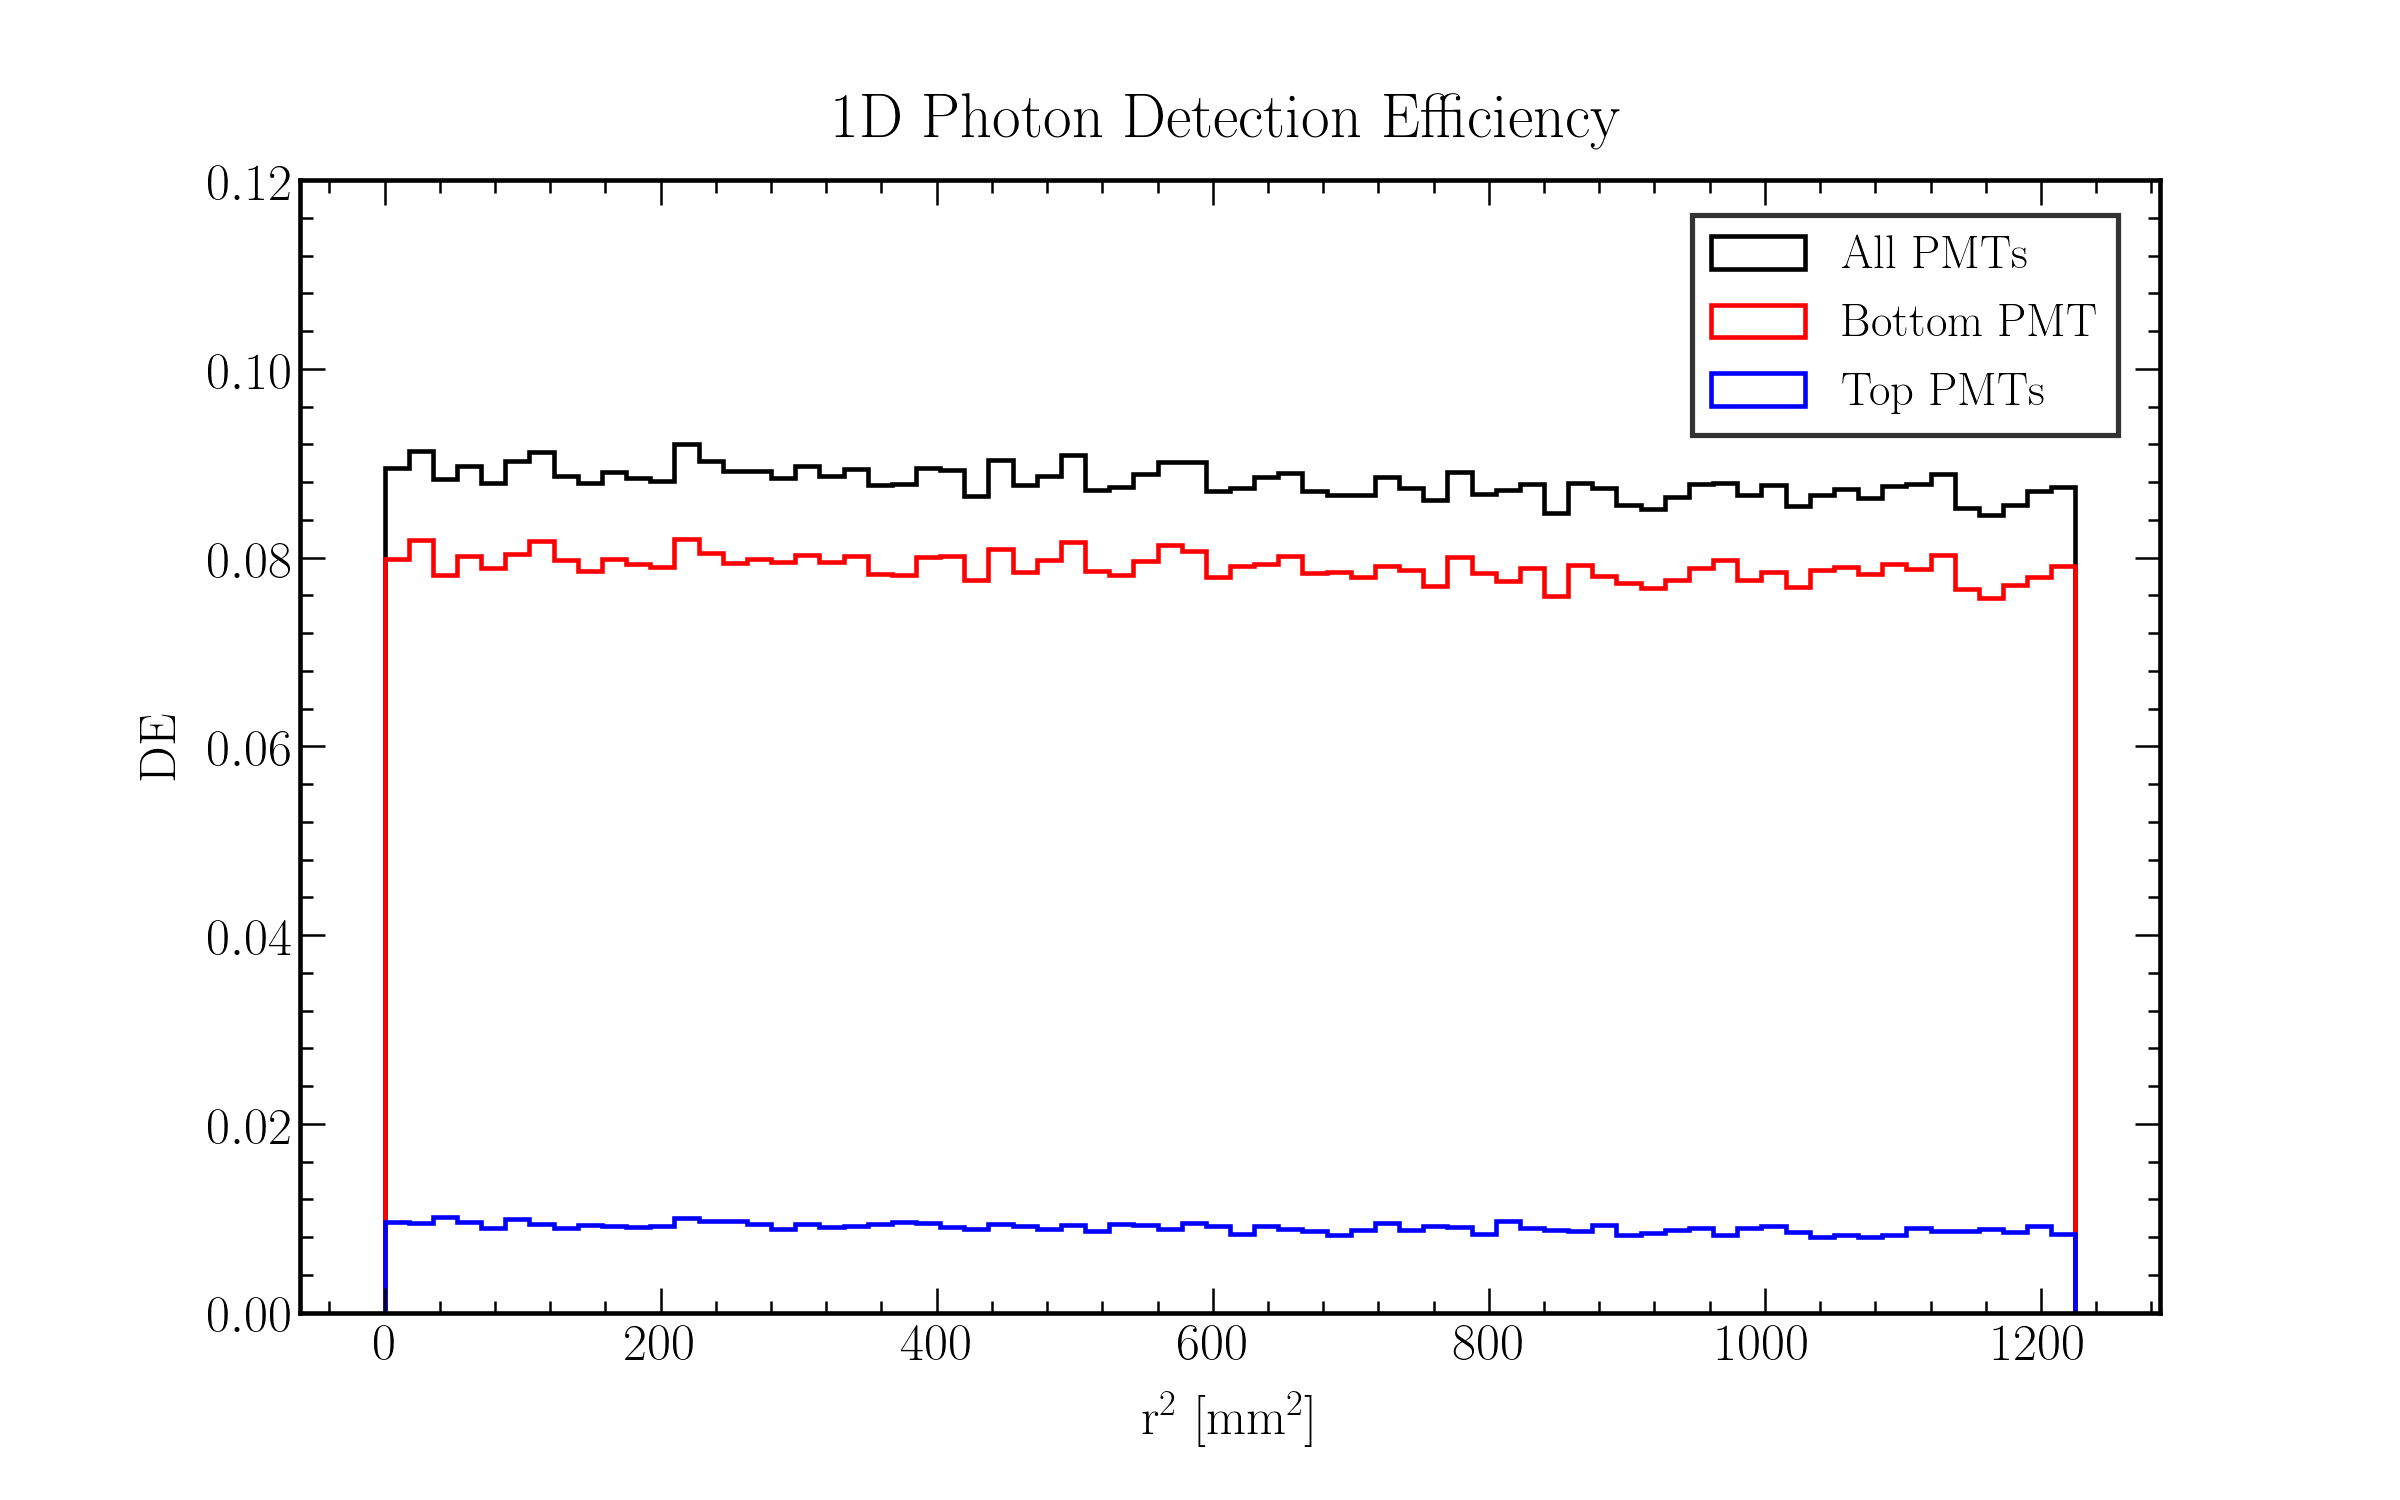 1D Photon Detection Efficiency
0.12
0.10
0.08
0.06
0.04
0.02
0.00
DE
All PMTs
Bottom PMT
Top PMTs
0 200 400 600 800 1000 1200
r² [mm²]